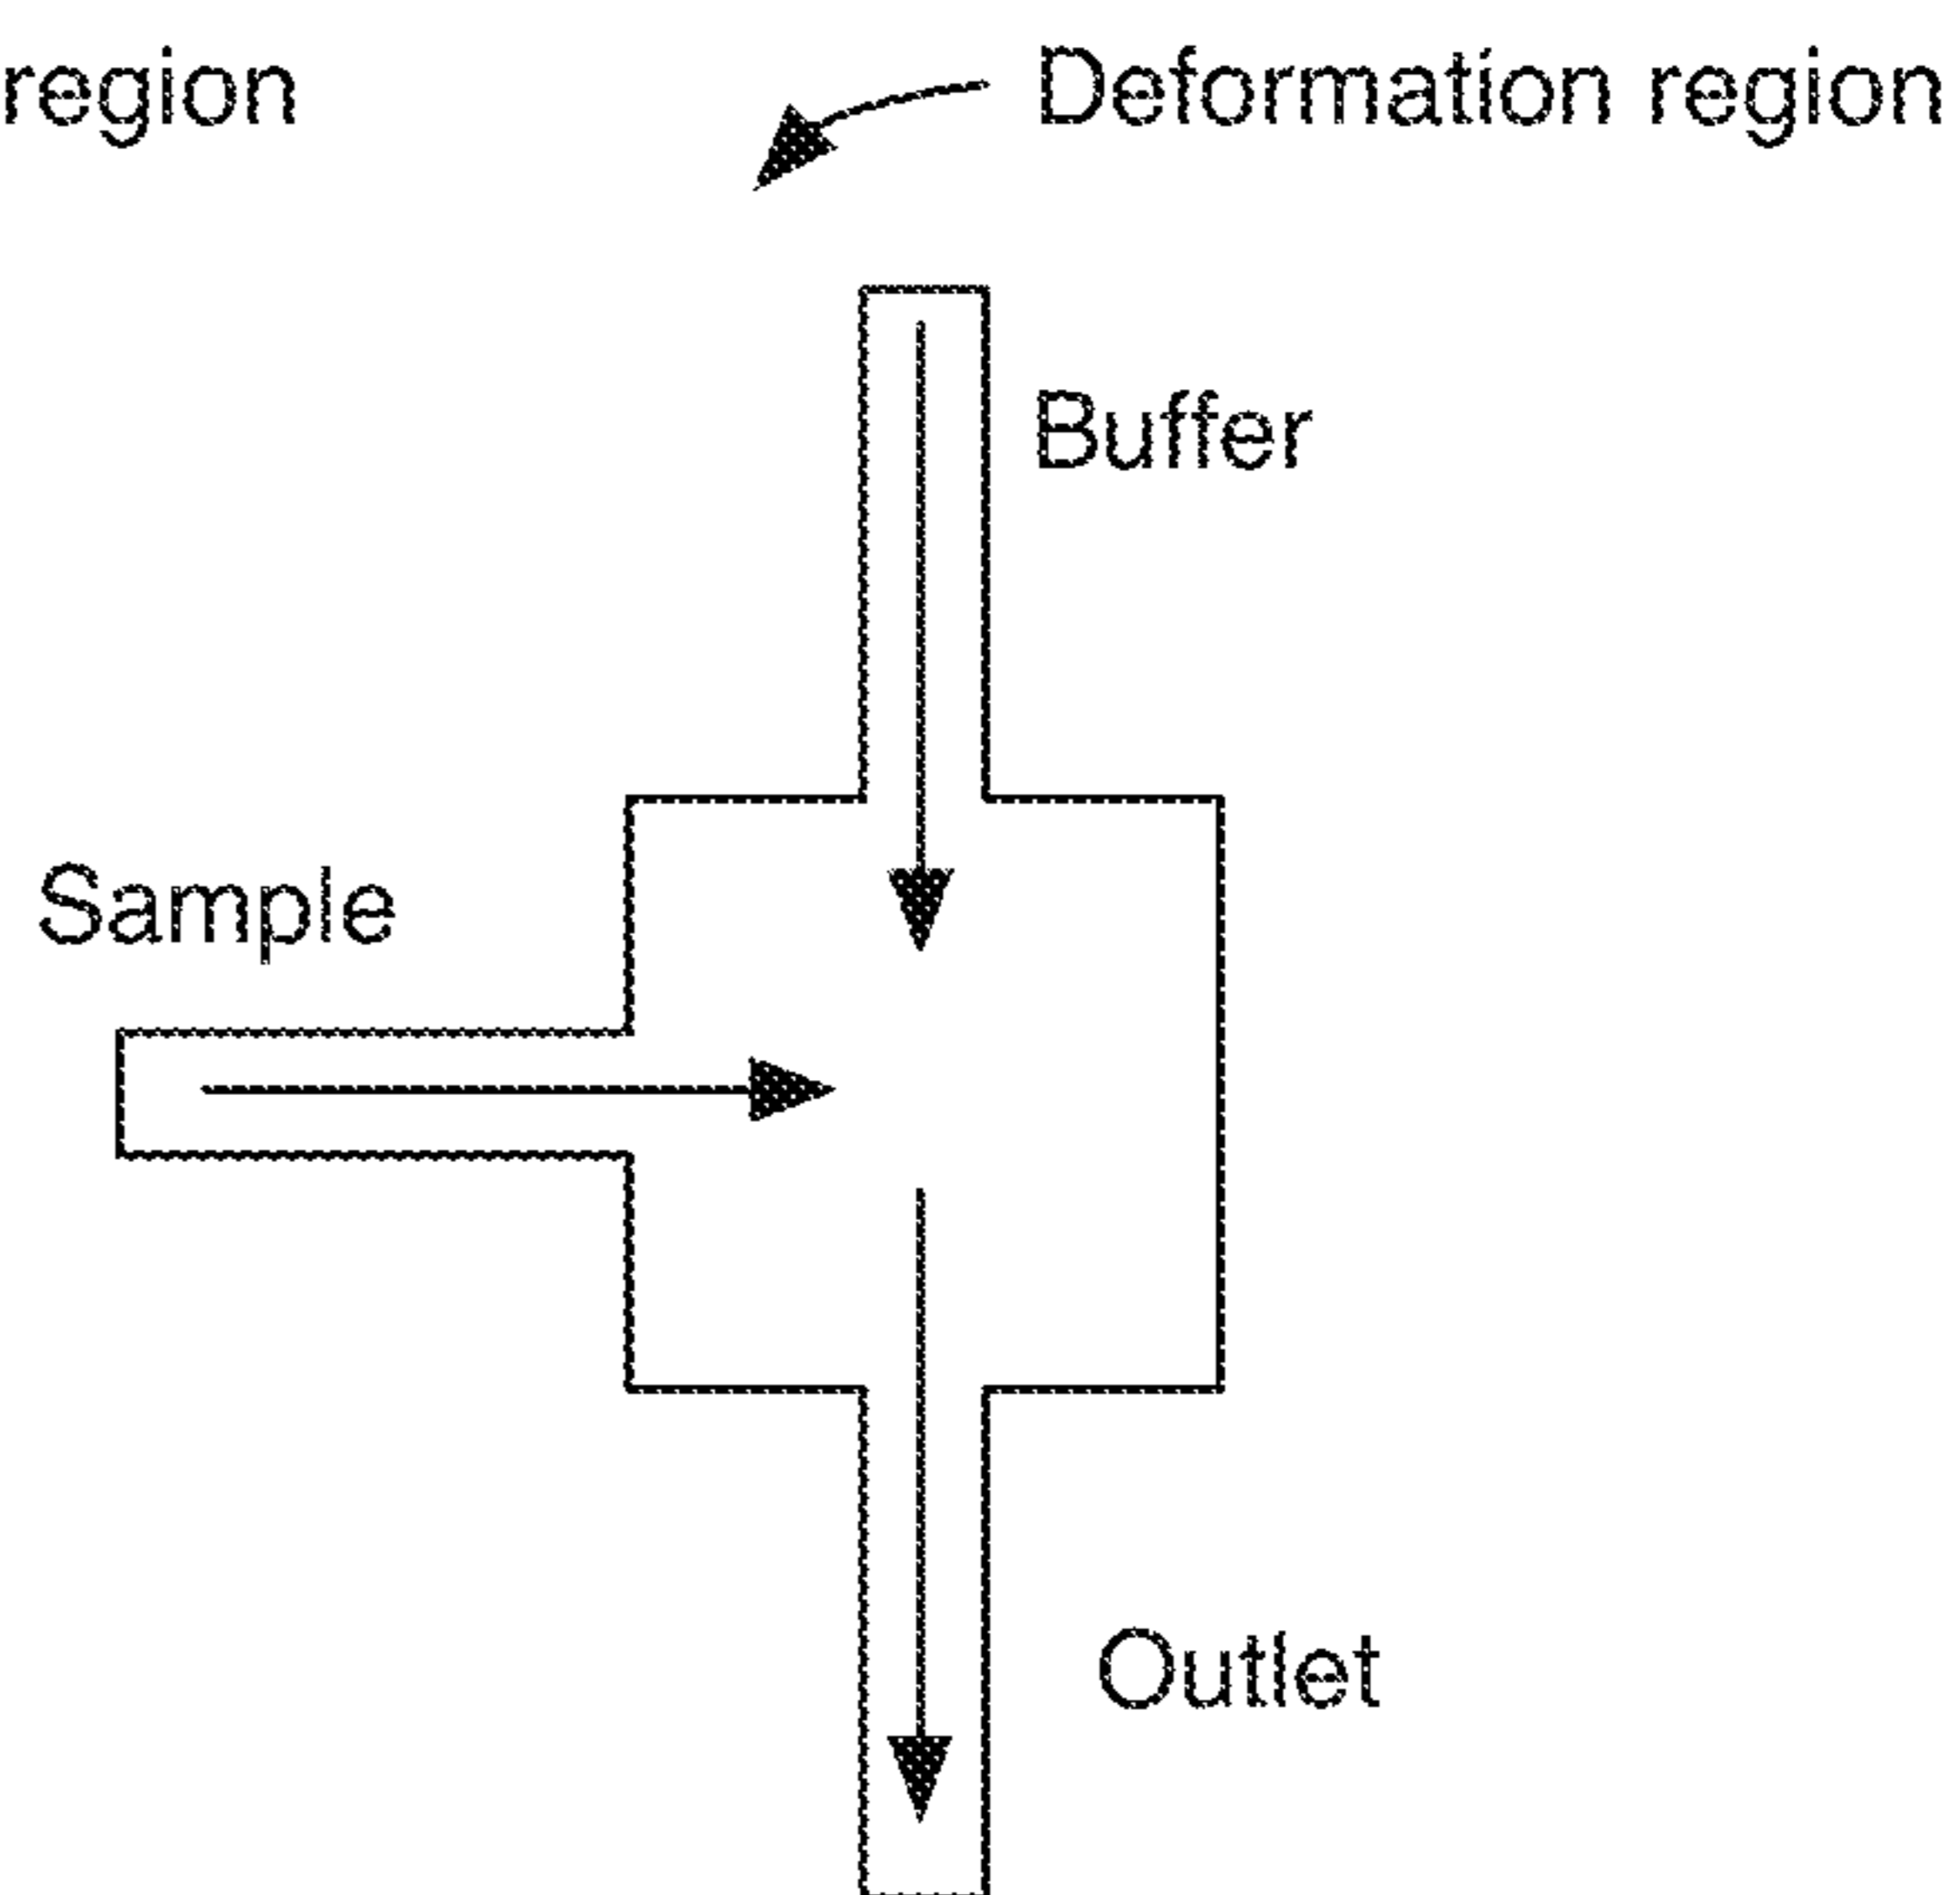 region
Deformation region
Buffer
Sample
Outlet